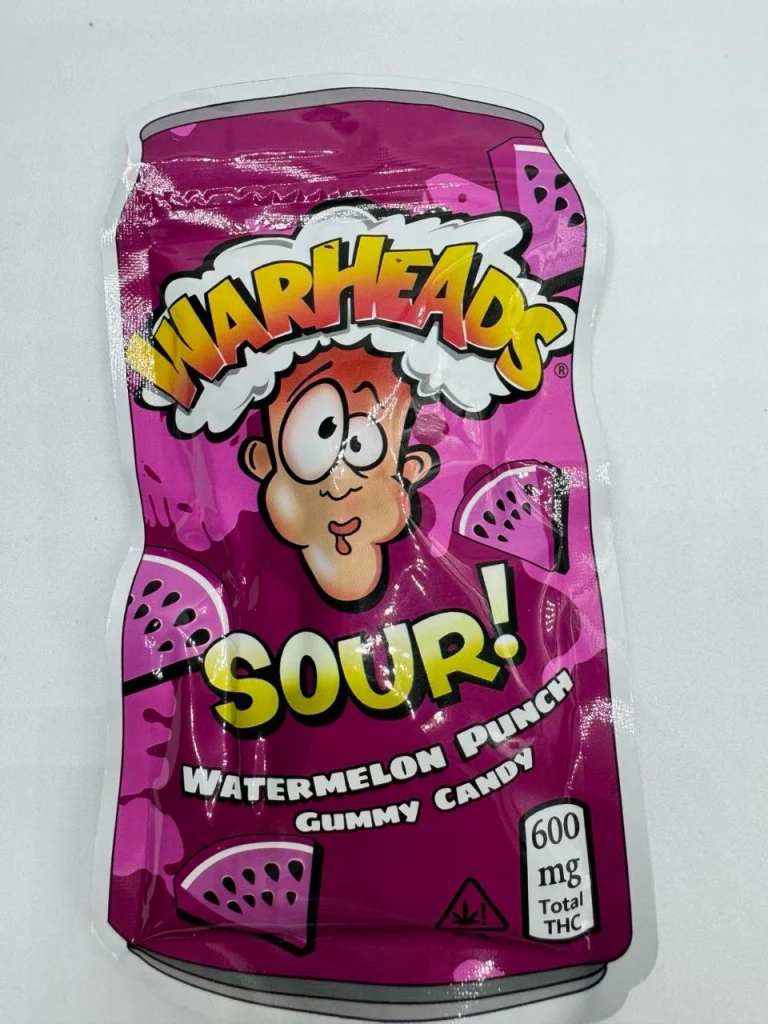 WARHEADS®
SOUR!
WATERMELON PUNCH
GUMMY CANDY
600
mg
Total
THC
!